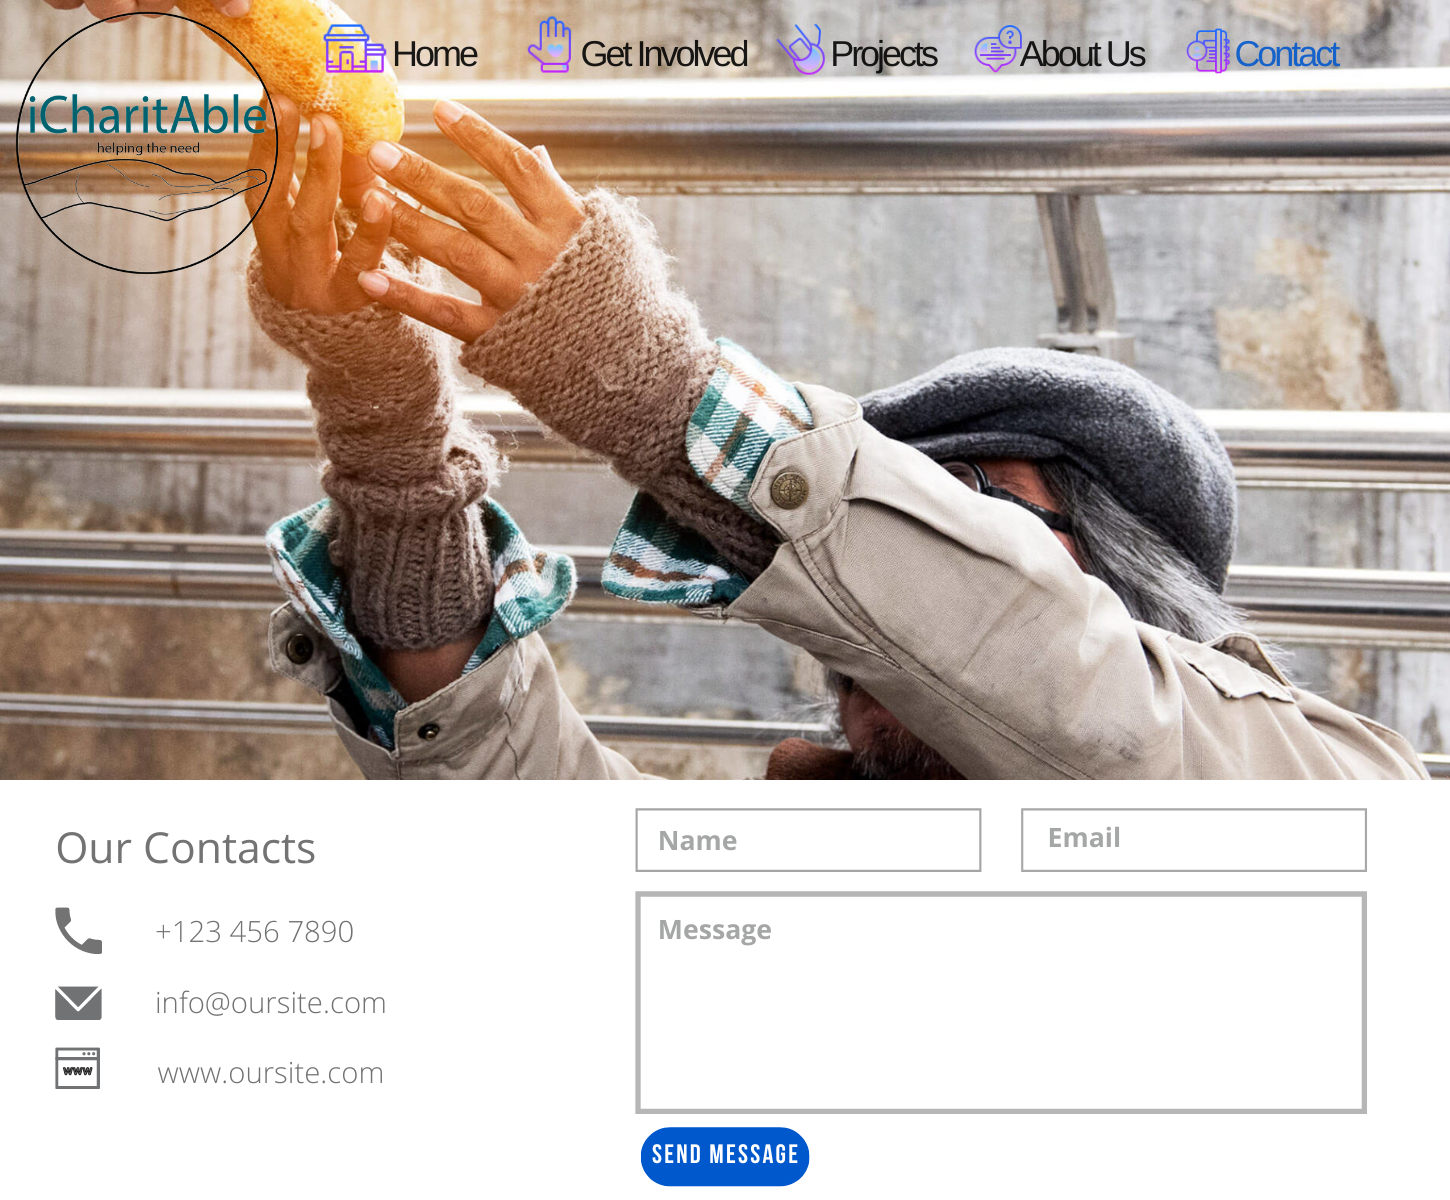 Home
Get Involved
Projects
About Us
Contact
iCharitAble
helping the need
Our Contacts
+123 456 7890
info@oursite.com
www
www.oursite.com
Name
Email
Message
SEND MESSAGE